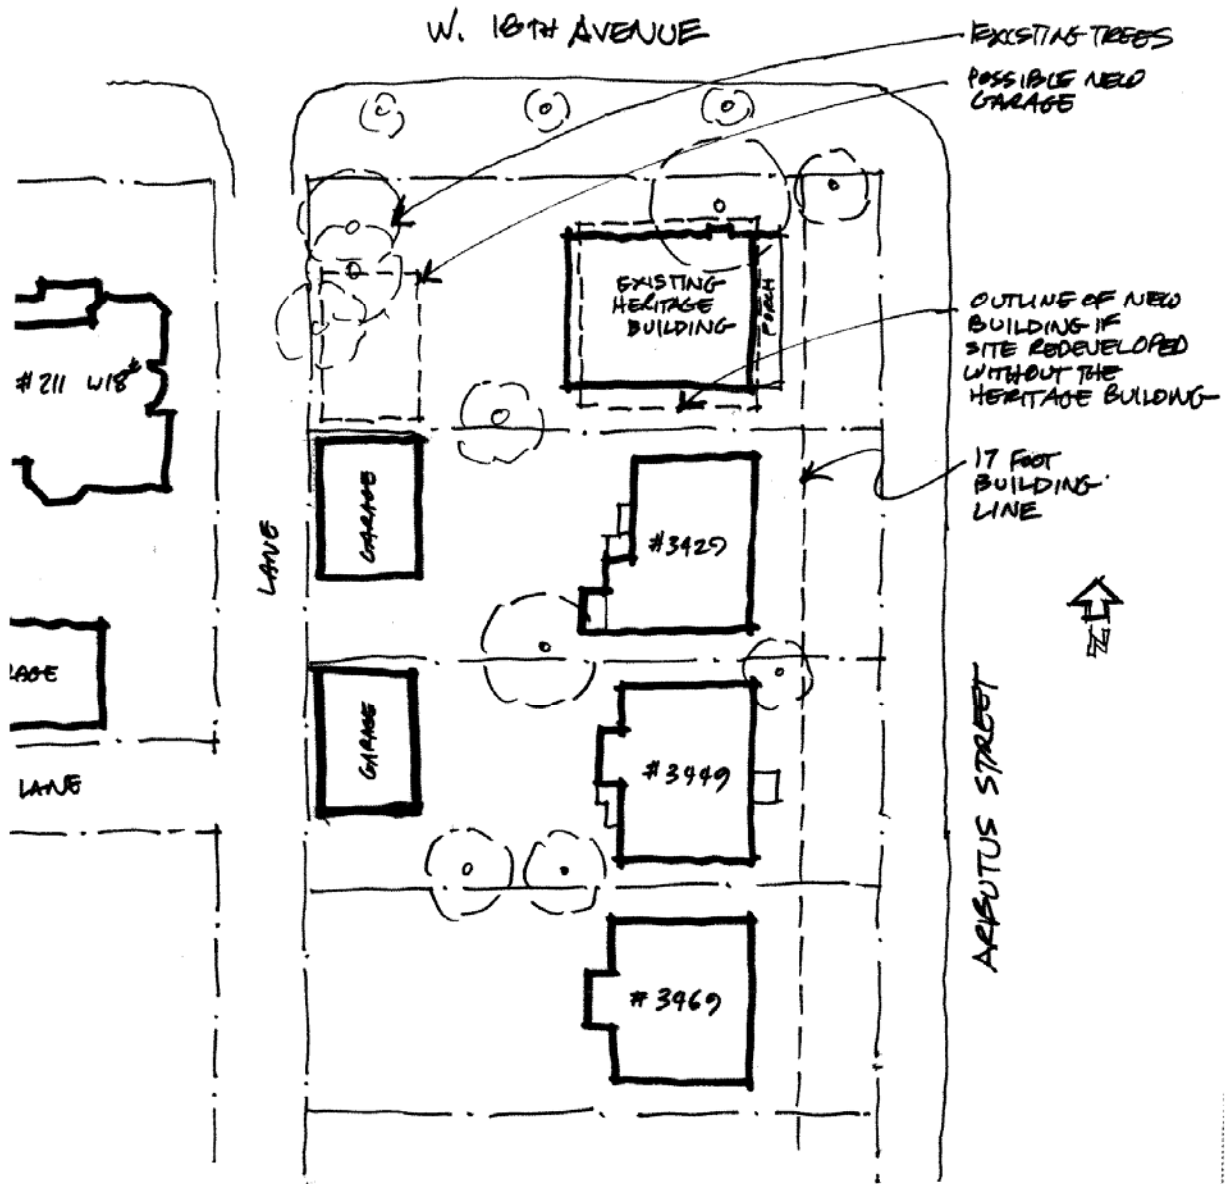 W. 18TH AVENUE
EXISTING TREES
POSSIBLE NEW
GARAGE
EXISTING
HERITAGE
BUILDING
PORCH
OUTLINE OF NEW
BUILDING IF
SITE REDEVELOPED
WITHOUT THE
HERITAGE BUILDING
#211 W18th
17 FOOT
BUILDING
LINE
GARAGE
#3429
LANE
N
RAGE
GARAGE
#3449
LANE
ARBUTUS STREET
#3469